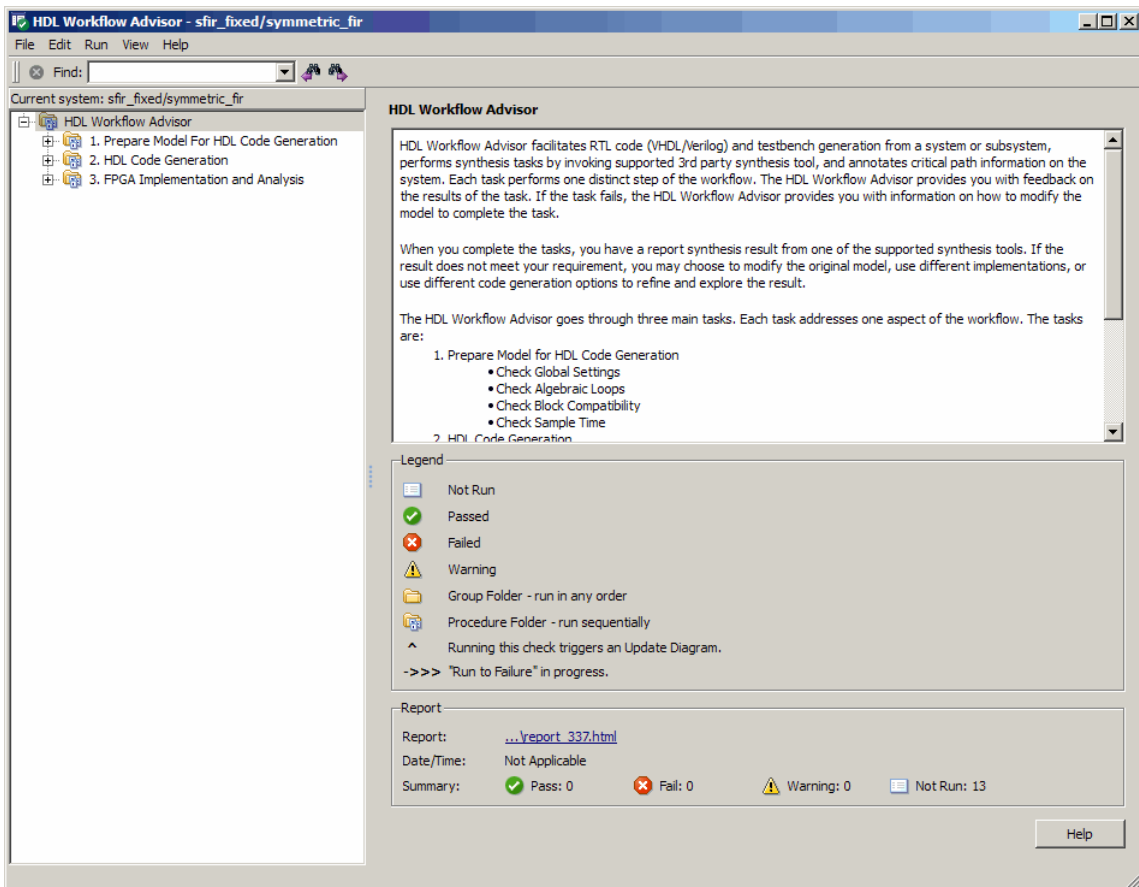 HDL Workflow Advisor - sfir_fixed/symmetric_fir
File Edit Run View Help
Find:
Current system: sfir_fixed/symmetric_fir
HDL Workflow Advisor
1. Prepare Model For HDL Code Generation
2. HDL Code Generation
3. FPGA Implementation and Analysis
HDL Workflow Advisor
HDL Workflow Advisor facilitates RTL code (VHDL/Verilog) and testbench generation from a system or subsystem,
performs synthesis tasks by invoking supported 3rd party synthesis tool, and annotates critical path information on the
system. Each task performs one distinct step of the workflow. The HDL Workflow Advisor provides you with feedback on
the results of the task. If the task fails, the HDL Workflow Advisor provides you with information on how to modify the
model to complete the task.
When you complete the tasks, you have a report synthesis result from one of the supported synthesis tools. If the
result does not meet your requirement, you may choose to modify the original model, use different implementations, or
use different code generation options to refine and explore the result.
The HDL Workflow Advisor goes through three main tasks. Each task addresses one aspect of the workflow. The tasks
are:
1. Prepare Model for HDL Code Generation
• Check Global Settings
• Check Algebraic Loops
• Check Block Compatibility
• Check Sample Time
2. HDL Code Generation
Legend
Not Run
Passed
Failed
Warning
Group Folder - run in any order
Procedure Folder - run sequentially
^ Running this check triggers an Update Diagram.
->>> "Run to Failure" in progress.
Report
Report: ...\report_337.html
Date/Time: Not Applicable
Summary: Pass: 0 Fail: 0 Warning: 0 Not Run: 13
Help